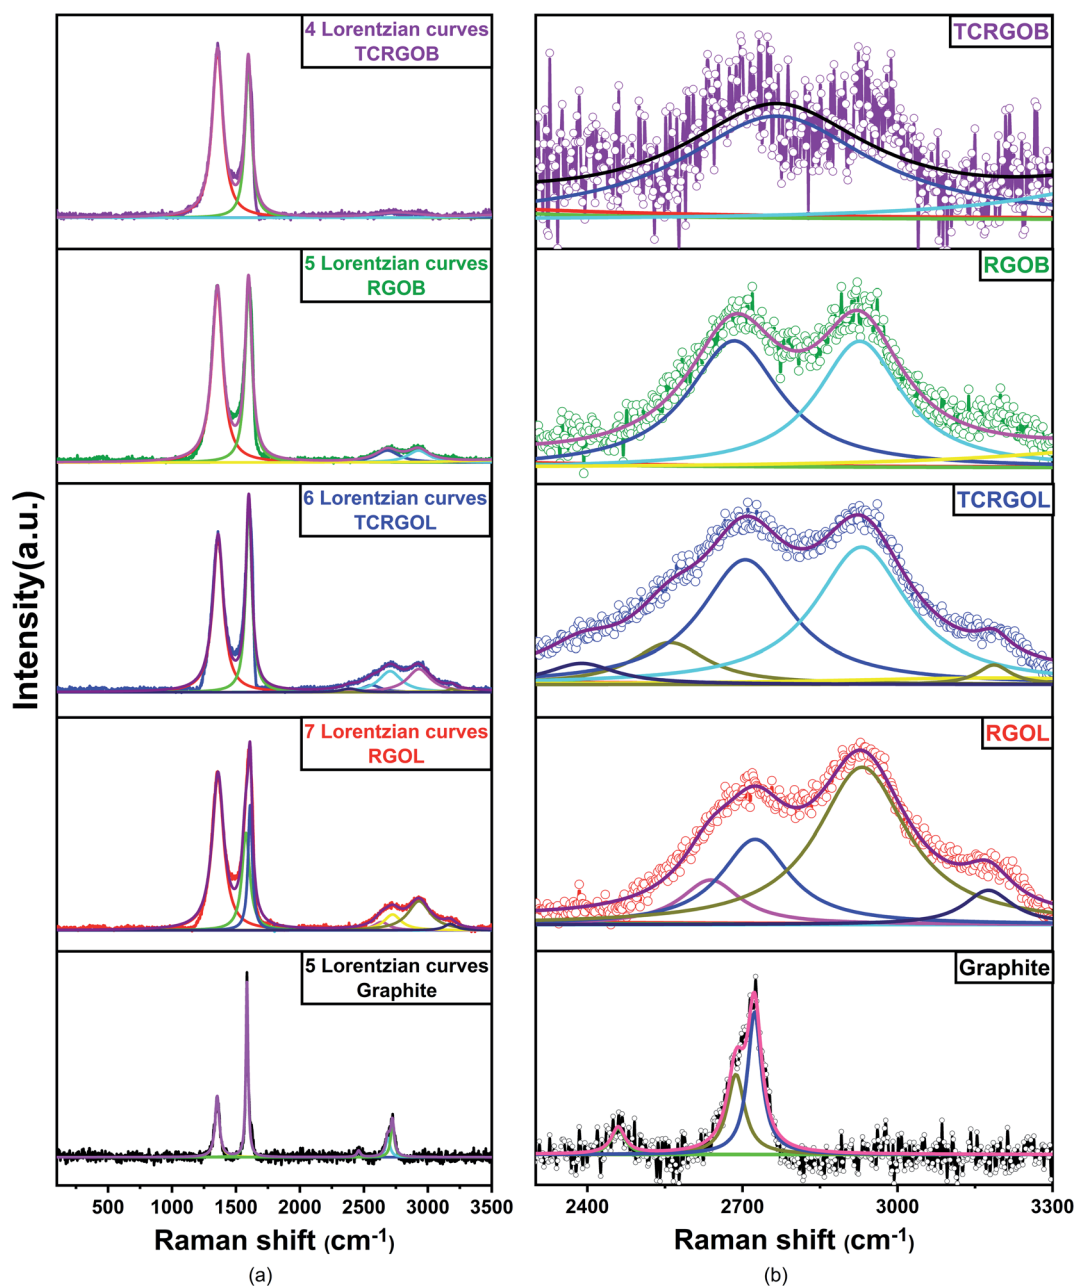 4 Lorentzian curves
TCRGOB
TCRGOB
5 Lorentzian curves
RGOB
RGOB
6 Lorentzian curves
TCRGOL
TCRGOL
7 Lorentzian curves
RGOL
RGOL
5 Lorentzian curves
Graphite
Graphite
Intensity(a.u.)
500 1000 1500 2000 2500 3000 3500
2400 2700 3000 3300
Raman shift (cm⁻¹)
Raman shift (cm⁻¹)
(a)
(b)